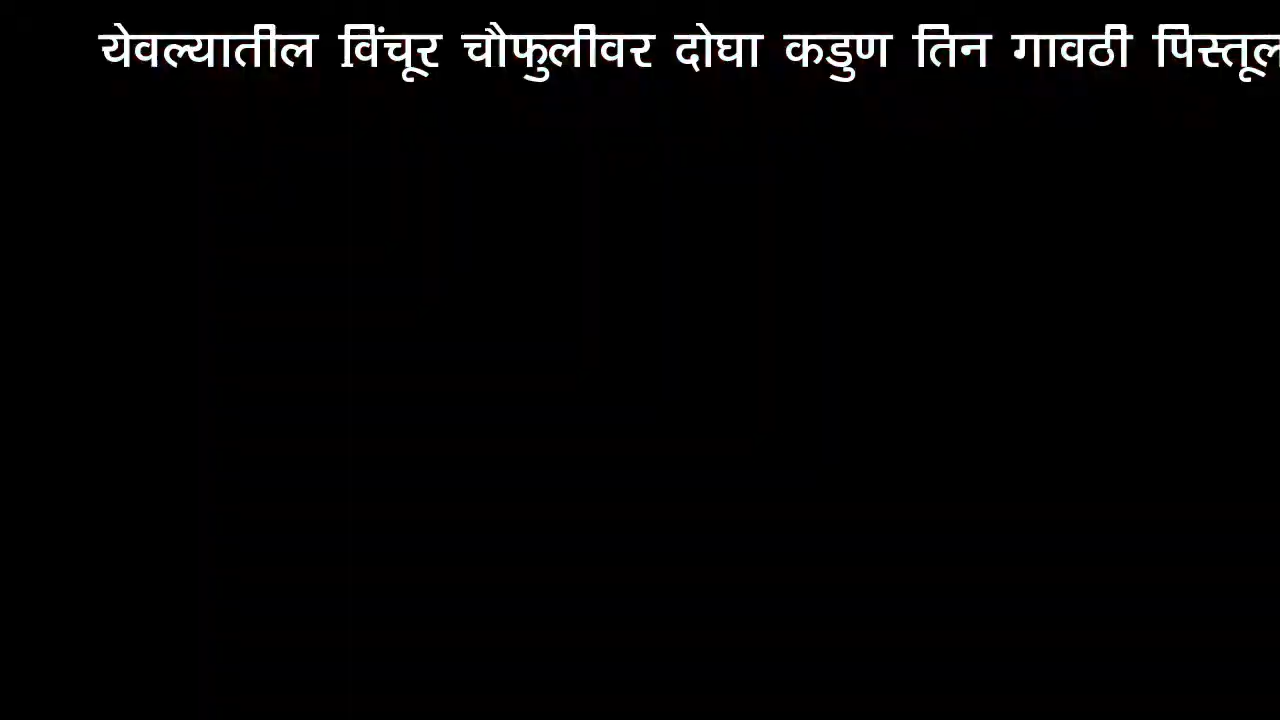 येवल्यातील विंचूर चौफुलीवर दोघा कडुण तिन गावठी पिस्तूल